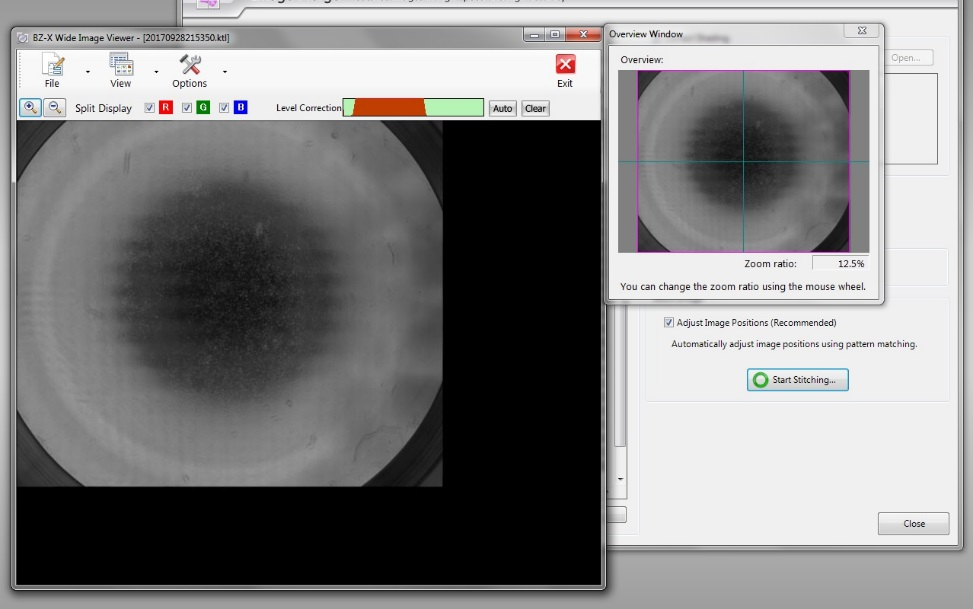 BZ-X Wide Image Viewer - [20170928215350.ktl]
File
View
Options
Exit
Split Display
R
G
B
Level Correction
Auto
Clear
Overview Window
Overview:
Zoom ratio:
12.5%
You can change the zoom ratio using the mouse wheel.
Open...
Adjust Image Positions (Recommended)
Automatically adjust image positions using pattern matching.
Start Stitching...
Close